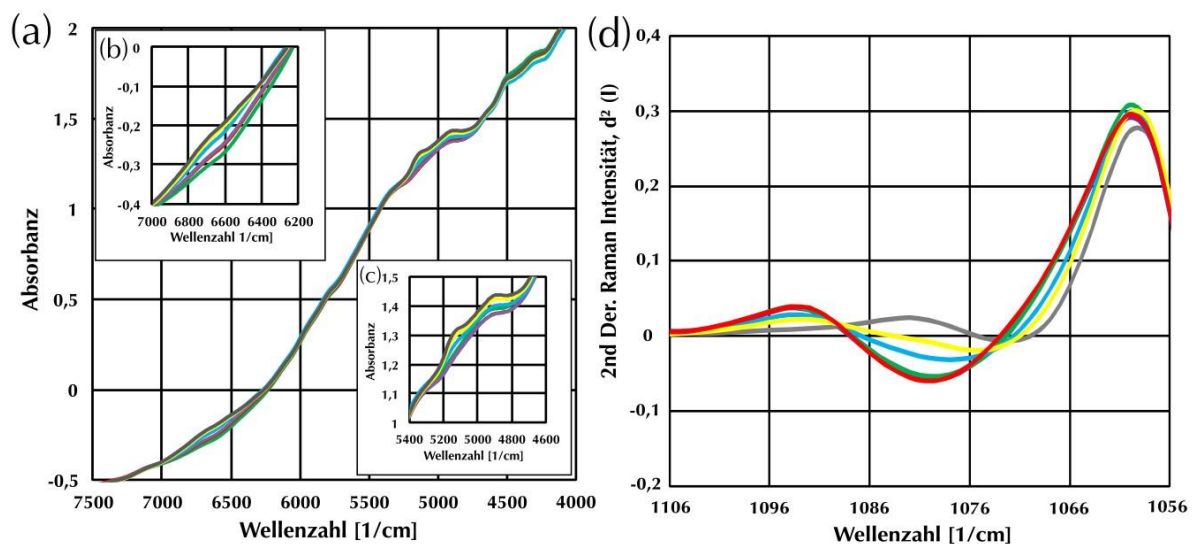 (a)
Absorbanz
2
1,5
1
0,5
0
-0,5
7500 7000 6500 6000 5500 5000 4500 4000
Wellenzahl [1/cm]
(b)
Absorbanz
0
-0,1
-0,2
-0,3
-0,4
7000 6800 6600 6400 6200
Wellenzahl 1/cm]
(c)
Absorbanz
1,5
1,4
1,3
1,2
1,1
1
5400 5200 5000 4800 4600
Wellenzahl [1/cm]
(d)
2nd Der. Raman Intensität, d² (I)
0,4
0,3
0,2
0,1
0
-0,1
-0,2
1106 1096 1086 1076 1066 1056
Wellenzahl [1/cm]